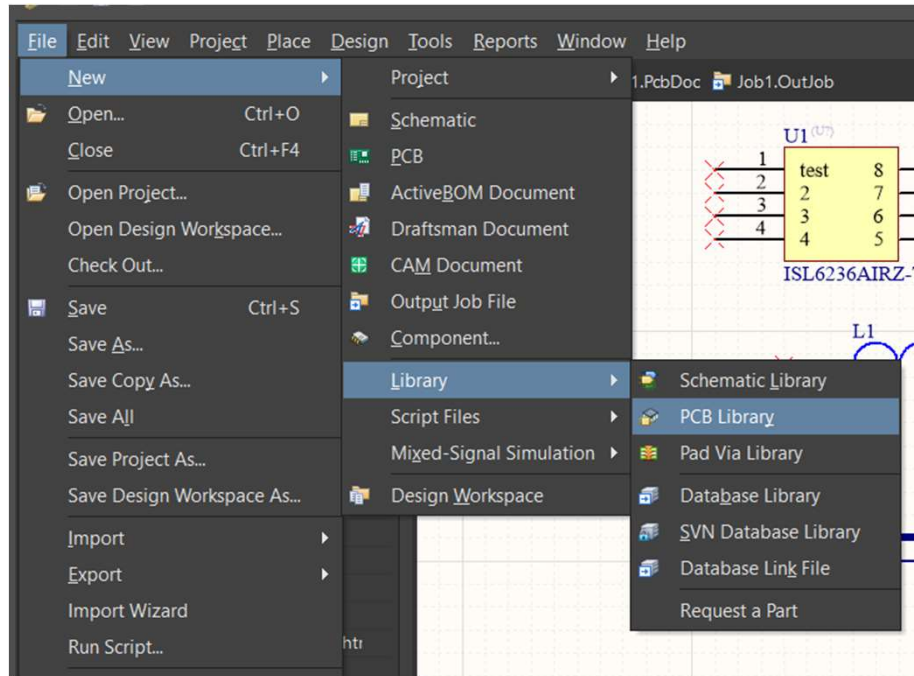 File Edit View Project Place Design Tools Reports Window Help
New
Open... Ctrl+O
Close Ctrl+F4
Open Project...
Open Design Workspace...
Check Out...
Save Ctrl+S
Save As...
Save Copy As...
Save All
Save Project As...
Save Design Workspace As...
Import
Export
Import Wizard
Run Script...
Project
Schematic
PCB
ActiveBOM Document
Draftsman Document
CAM Document
Output Job File
Component...
Library
Script Files
Mixed-Signal Simulation
Design Workspace
Schematic Library
PCB Library
Pad Via Library
Database Library
SVN Database Library
Database Link File
Request a Part
1.PcbDoc Job1.OutJob
U1 (U?)
1 test 8
2 2 7
3 3 6
4 4 5
ISL6236AIRZ-
L1